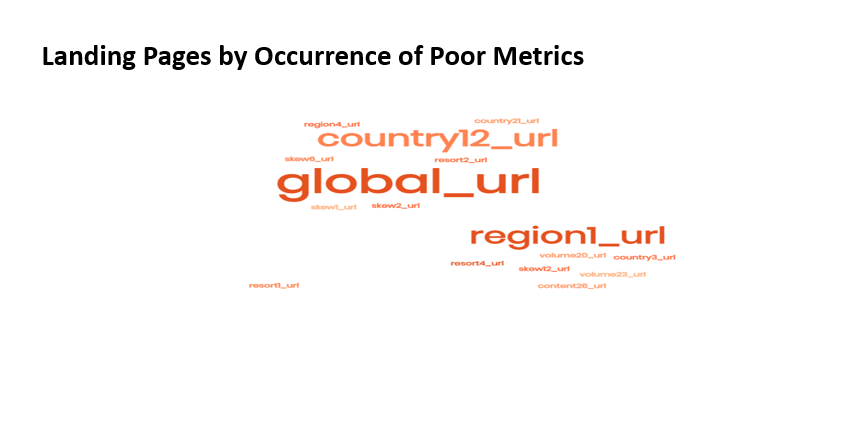 Landing Pages by Occurrence of Poor Metrics
country21_url
region4_url
country12_url
skew6_url
resort2_url
global_url
skew1_url
skew2_url
region1_url
volume20_url
country3_url
resort4_url
skew12_url
volume23_url
resort1_url
content26_url